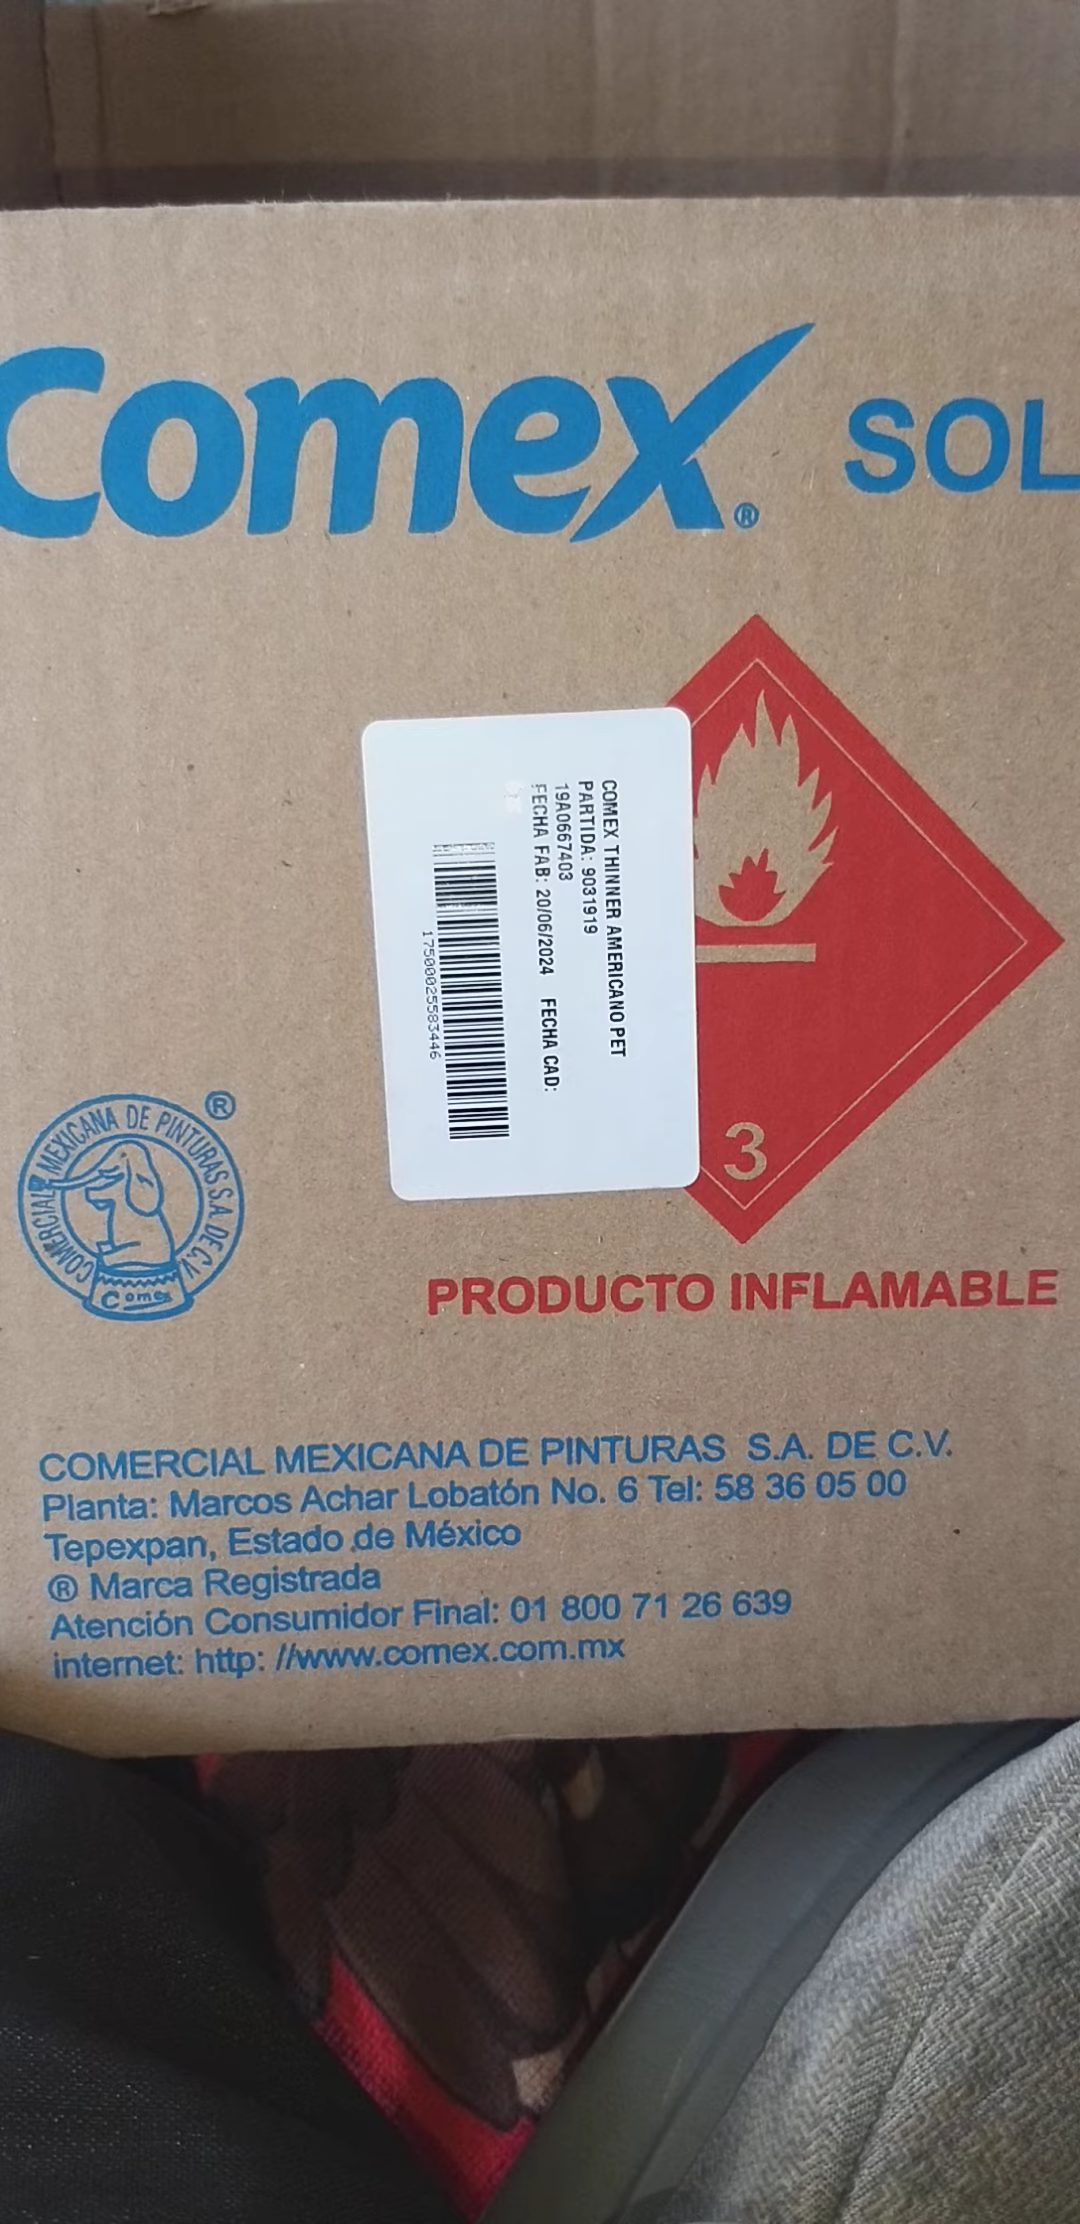 Comex® SOL
COMEX THINNER AMERICANO PET
PARTIDA: 9031919
19A0667403
FECHA FAB: 20/06/2024 FECHA CAD:
17500025583446
3
PRODUCTO INFLAMABLE
®
COMERCIAL MEXICANA DE PINTURAS S.A. DE C.V.
Comex
COMERCIAL MEXICANA DE PINTURAS S.A. DE C.V.
Planta: Marcos Achar Lobatón No. 6 Tel: 58 36 05 00
Tepexpan, Estado de México
® Marca Registrada
Atención Consumidor Final: 01 800 71 26 639
internet: http: //www.comex.com.mx